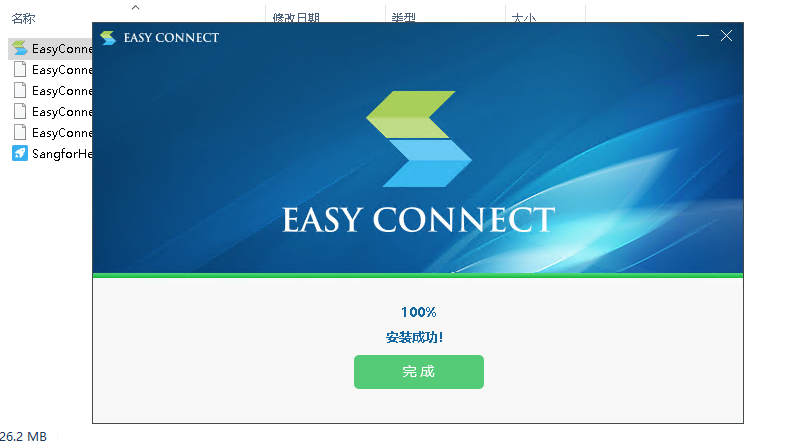 名称 修改日期 类型 大小
EASY CONNECT
EasyConne
EasyConne
EasyConne
EasyConne
EasyConne
SangforHe
EASY CONNECT
100%
安装成功!
完成
26.2 MB